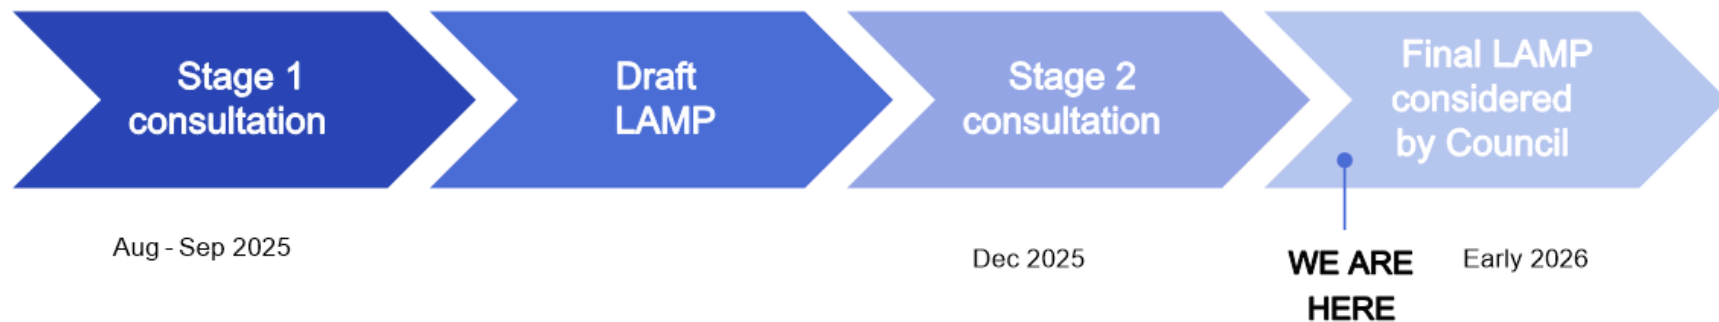 Stage 1
consultation
Draft
LAMP
Stage 2
consultation
Final LAMP
considered
by Council
Aug - Sep 2025
Dec 2025
WE ARE
HERE
Early 2026